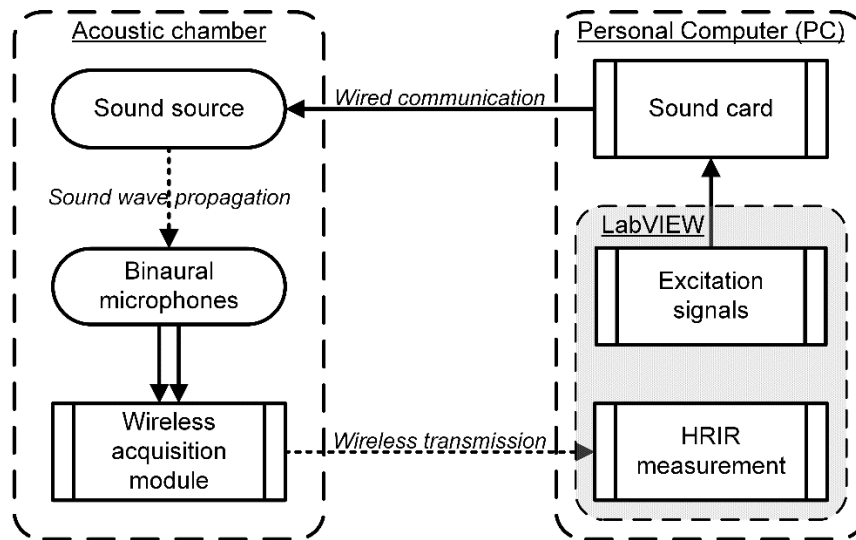 Acoustic chamber
Sound source
Sound wave propagation
Binaural
microphones
Wireless
acquisition
module
Wired communication
Wireless transmission
Personal Computer (PC)
Sound card
LabVIEW
Excitation
signals
HRIR
measurement